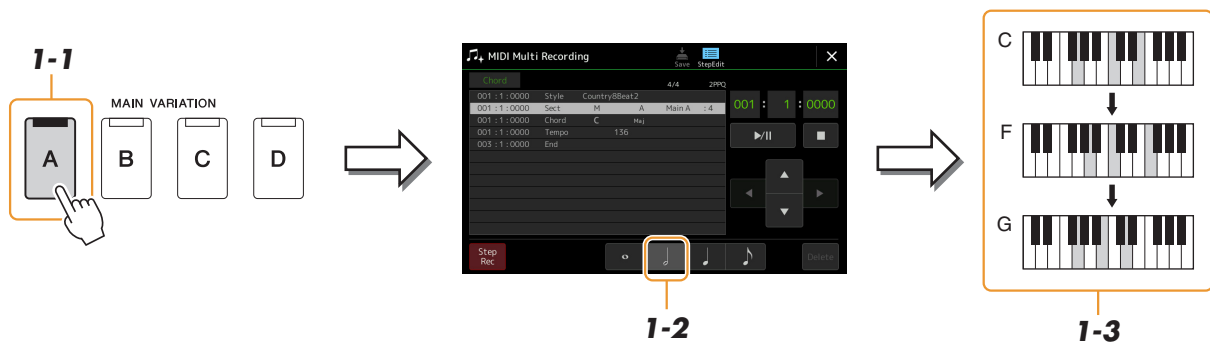 1-1
MAIN VARIATION
A B C D
MIDI Multi Recording
Save StepEdit
Chord 4/4 2PPQ
001 : 1 : 0000 Style Country8Beat2
001 : 1 : 0000 Sect M A Main A : 4
001 : 1 : 0000 Chord C Maj
001 : 1 : 0000 Tempo 136
003 : 1 : 0000 End
001 : 1 : 0000
Step
Rec
Delete
1-2
C
F
G
1-3